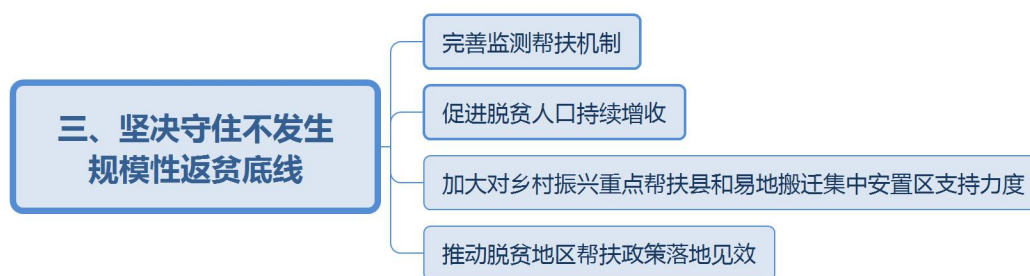 三、坚决守住不发生
规模性返贫底线
完善监测帮扶机制
促进脱贫人口持续增收
加大对乡村振兴重点帮扶县和易地搬迁集中安置区支持力度
推动脱贫地区帮扶政策落地见效